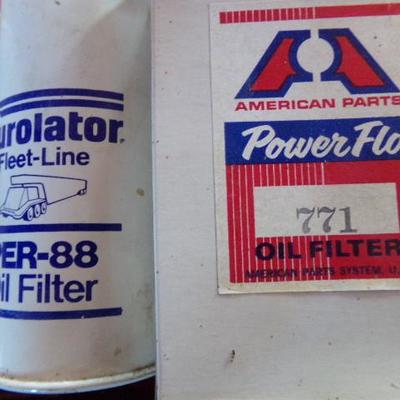 urolator
Fleet-Line
PER-88
il Filter
AMERICAN PARTS
Power Flo
771
OIL FILTER
AMERICAN PARTS SYSTEM, U.